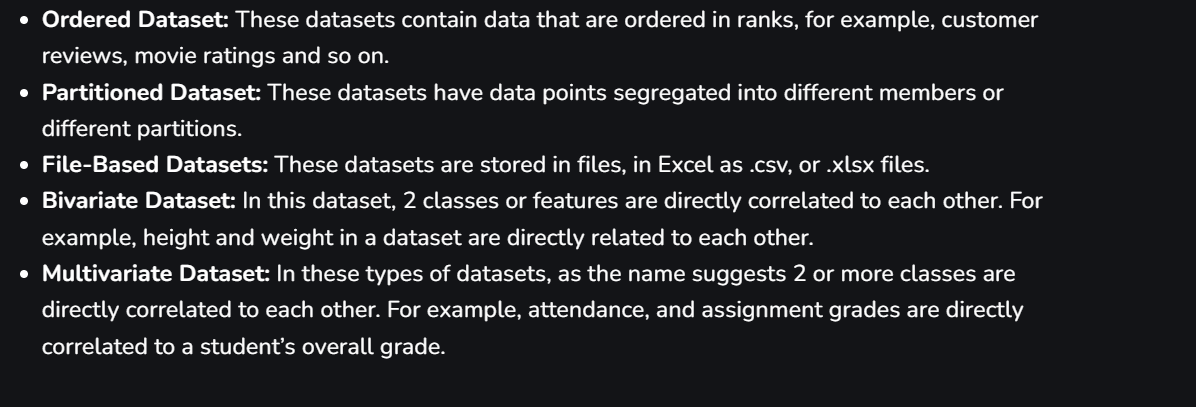 • Ordered Dataset: These datasets contain data that are ordered in ranks, for example, customer
reviews, movie ratings and so on.
• Partitioned Dataset: These datasets have data points segregated into different members or
different partitions.
• File-Based Datasets: These datasets are stored in files, in Excel as .csv, or .xlsx files.
• Bivariate Dataset: In this dataset, 2 classes or features are directly correlated to each other. For
example, height and weight in a dataset are directly related to each other.
• Multivariate Dataset: In these types of datasets, as the name suggests 2 or more classes are
directly correlated to each other. For example, attendance, and assignment grades are directly
correlated to a student’s overall grade.